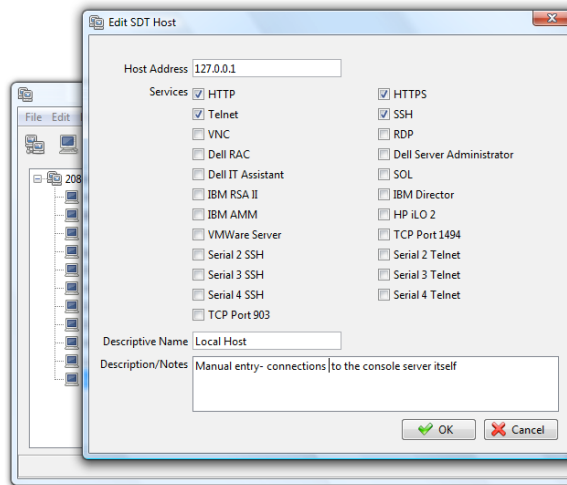 Edit SDT Host
Host Address 127.0.0.1
Services HTTP HTTPS
Telnet SSH
VNC RDP
Dell RAC Dell Server Administrator
Dell IT Assistant SOL
IBM RSA II IBM Director
IBM AMM HP iLO 2
VMWare Server TCP Port 1494
Serial 2 SSH Serial 2 Telnet
Serial 3 SSH Serial 3 Telnet
Serial 4 SSH Serial 4 Telnet
TCP Port 903
Descriptive Name Local Host
Description/Notes Manual entry- connections to the console server itself
OK Cancel
File Edit
208